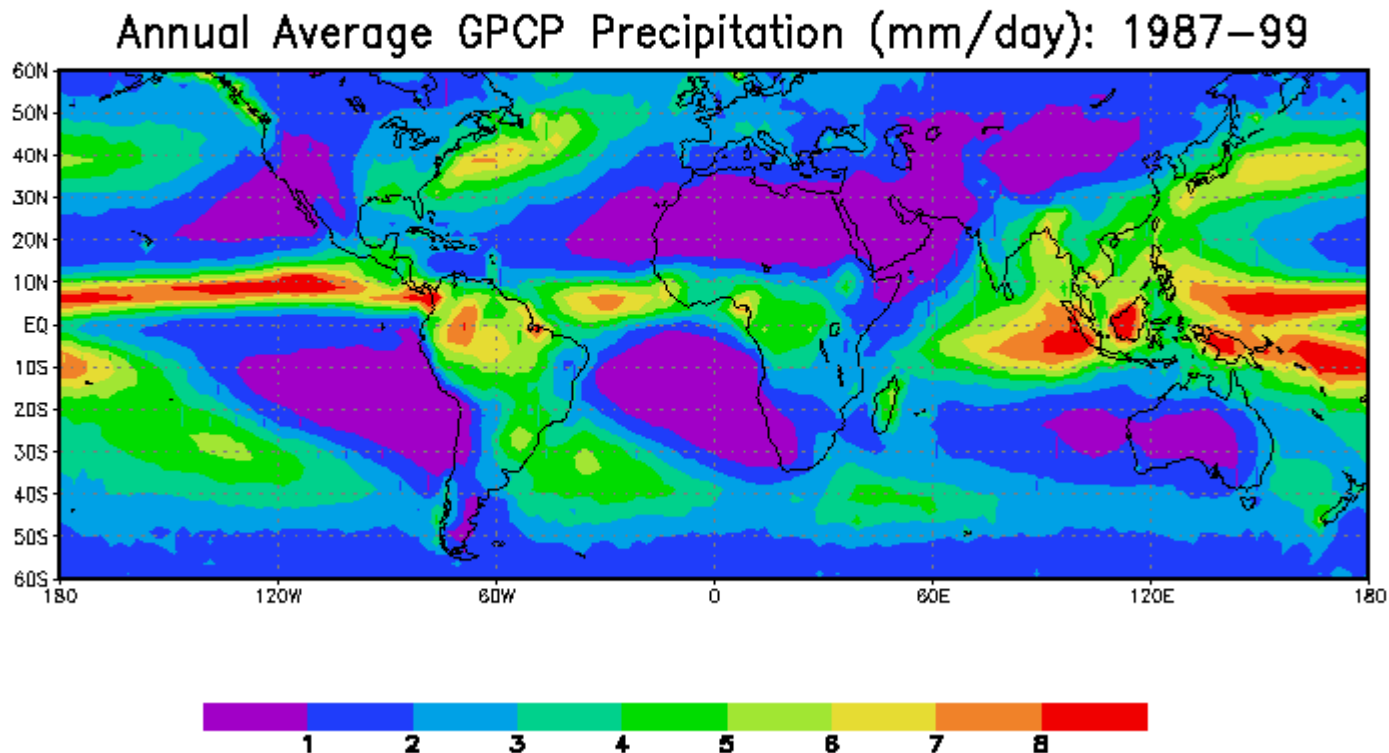 Annual Average GPCP Precipitation (mm/day): 1987-99
60N
50N
40N
30N
20N
10N
EQ
10S
20S
30S
40S
50S
60S
180 120W 60W 0 60E 120E 180
1 2 3 4 5 6 7 8